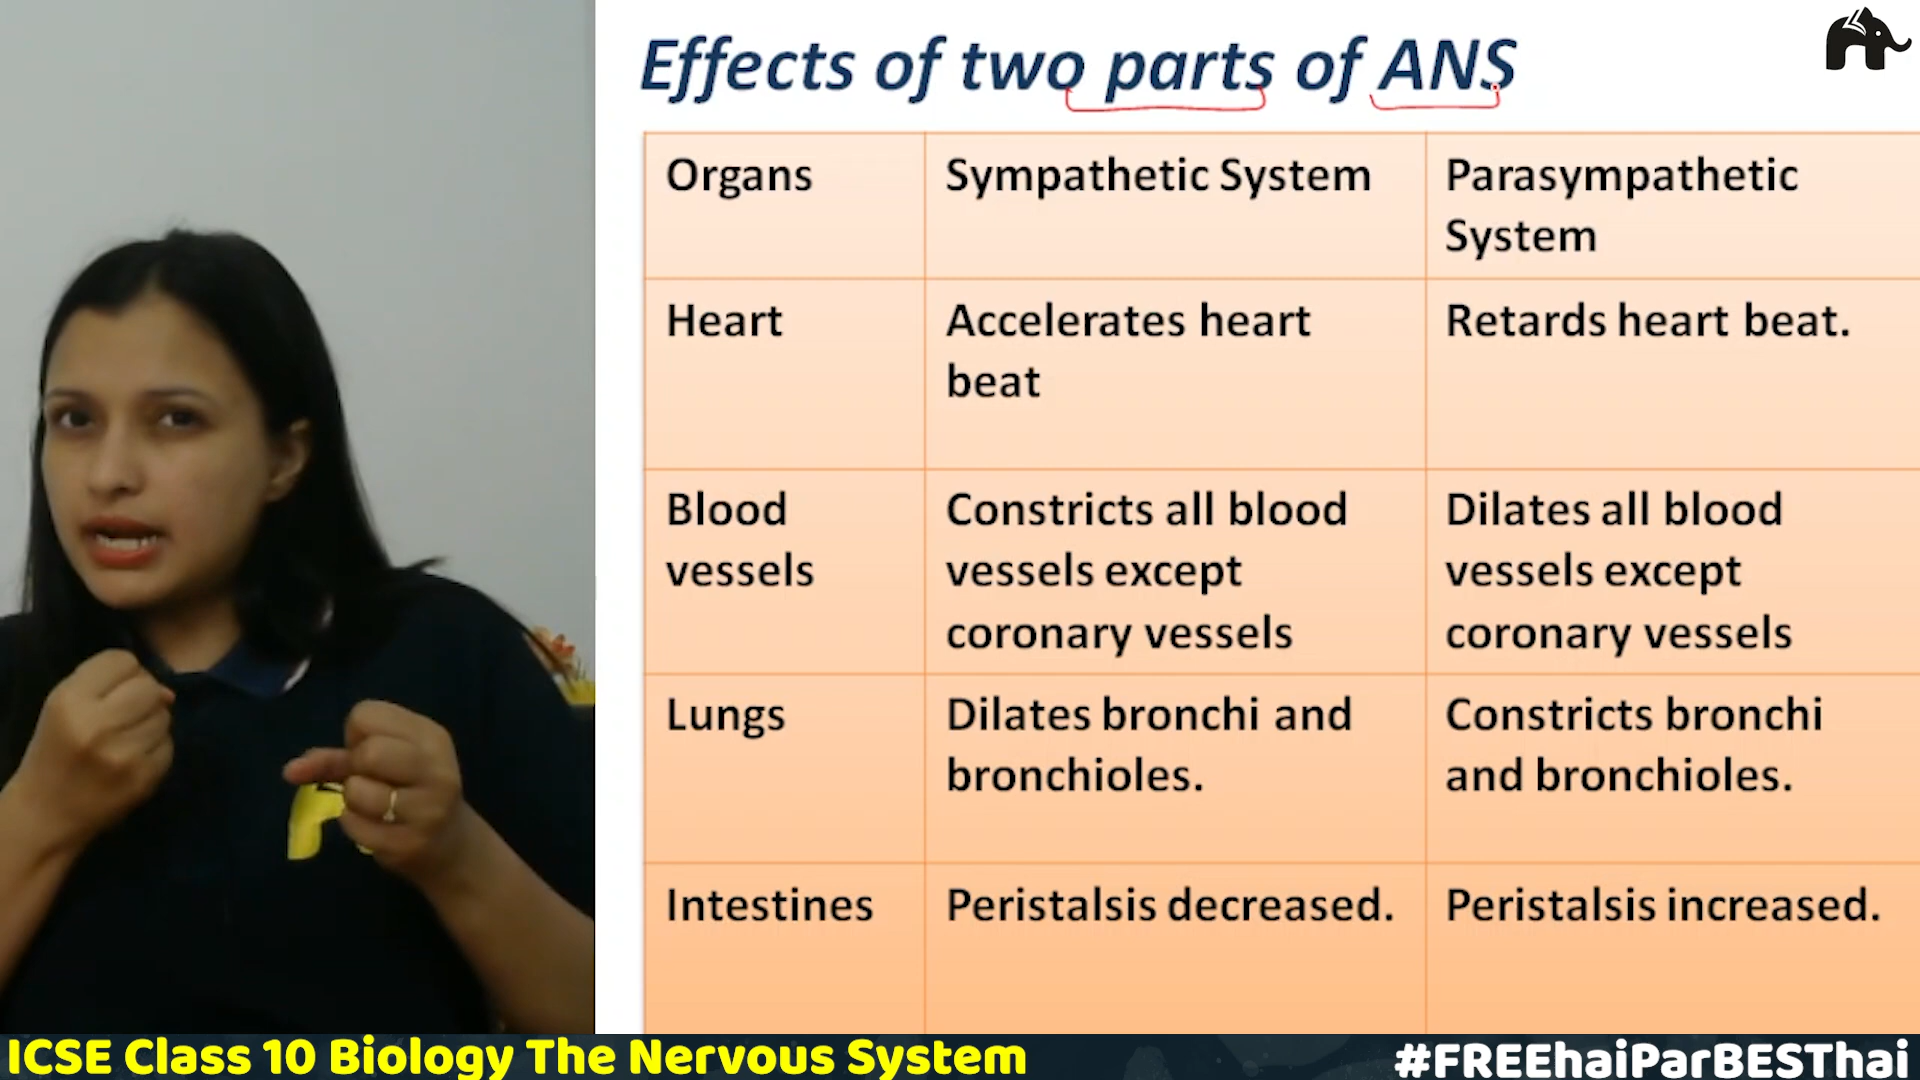 Effects of two parts of ANS
Organs
Sympathetic System
Parasympathetic
System
Heart
Accelerates heart
beat
Retards heart beat.
Blood
vessels
Constricts all blood
vessels except
coronary vessels
Dilates all blood
vessels except
coronary vessels
Lungs
Dilates bronchi and
bronchioles.
Constricts bronchi
and bronchioles.
Intestines
Peristalsis decreased.
Peristalsis increased.
ICSE Class 10 Biology The Nervous System
#FREEhaiParBESThai